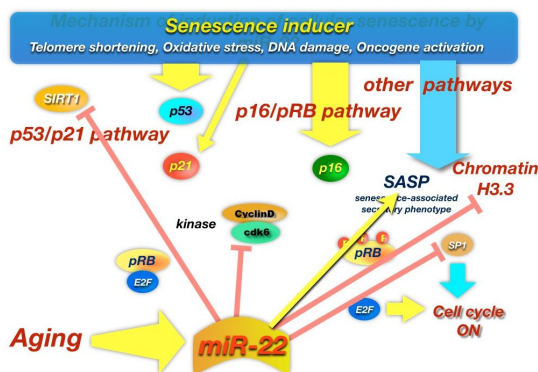 Senescence inducer
Telomere shortening, Oxidative stress, DNA damage, Oncogene activation
SIRT1
p53
other pathways
p53/p21 pathway
p16/pRB pathway
p21
p16
SASP
senescence-associated
secretory phenotype
Chromatin
H3.3
kinase
CyclinD
cdk6
pRB
E2F
pRB
SP1
E2F
Cell cycle
ON
Aging
miR-22